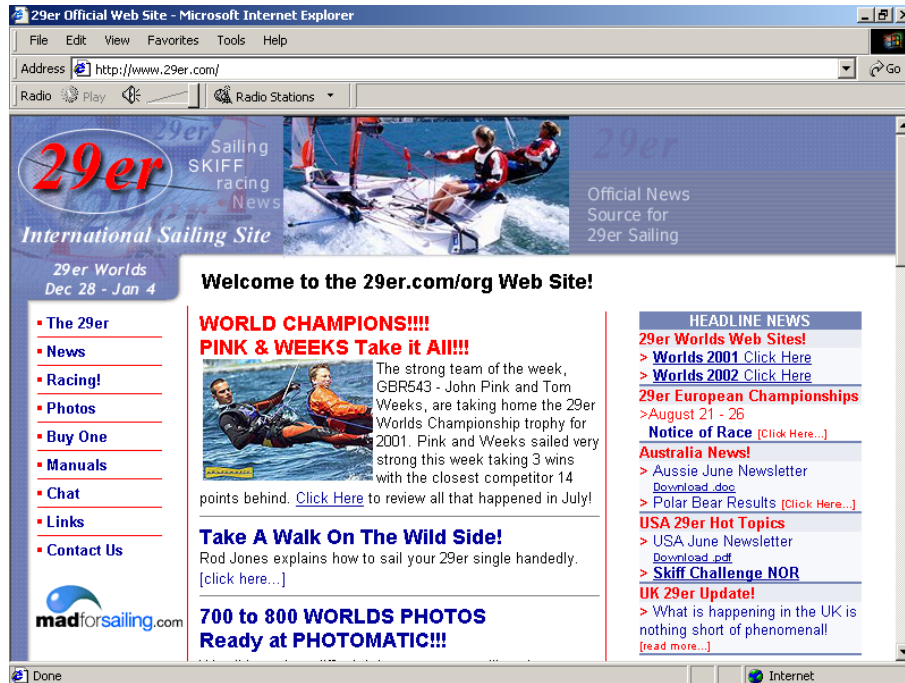 29er Official Web Site - Microsoft Internet Explorer
File Edit View Favorites Tools Help
Address http://www.29er.com/ Go
Radio Play Radio Stations
29er
29er
Sailing
SKIFF
racing
News
International Sailing Site
29er
Official News
Source for
29er Sailing
29er Worlds
Dec 28 - Jan 4
Welcome to the 29er.com/org Web Site!
The 29er
News
Racing!
Photos
Buy One
Manuals
Chat
Links
Contact Us
madforsailing.com
WORLD CHAMPIONS!!!!
PINK & WEEKS Take it All!!!
The strong team of the week,
GBR543 - John Pink and Tom
Weeks, are taking home the 29er
Worlds Championship trophy for
2001. Pink and Weeks sailed very
strong this week taking 3 wins
with the closest competitor 14
points behind. Click Here to review all that happened in July!
Take A Walk On The Wild Side!
Rod Jones explains how to sail your 29er single handedly.
[click here...]
700 to 800 WORLDS PHOTOS
Ready at PHOTOMATIC!!!
HEADLINE NEWS
29er Worlds Web Sites!
> Worlds 2001 Click Here
> Worlds 2002 Click Here
29er European Championships
>August 21 - 26
Notice of Race [Click Here...]
Australia News!
> Aussie June Newsletter
Download .doc
> Polar Bear Results [Click Here...]
USA 29er Hot Topics
> USA June Newsletter
Download .pdf
> Skiff Challenge NOR
UK 29er Update!
> What is happening in the UK is
nothing short of phenomenal!
[read more...]
Done Internet